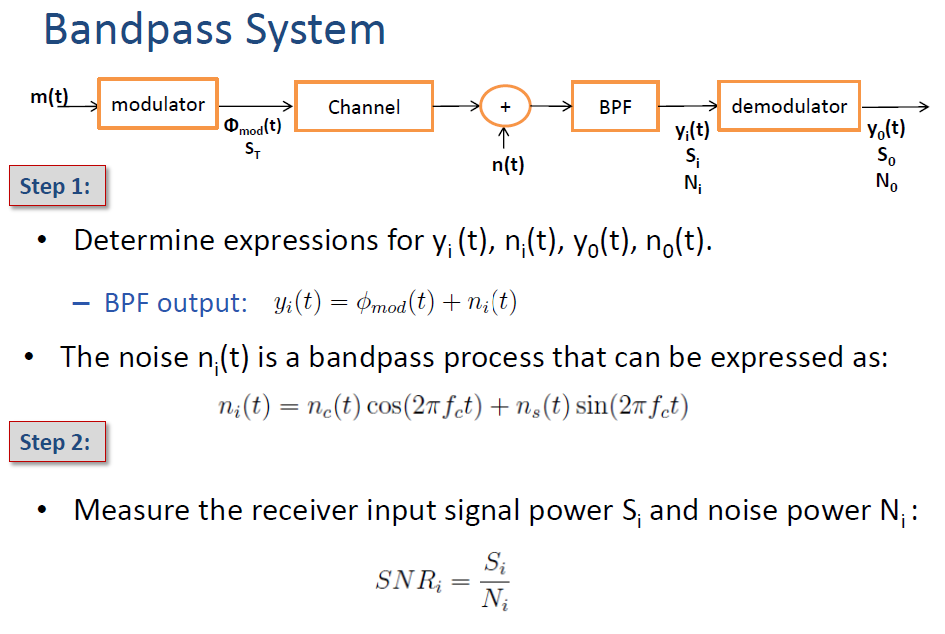 Bandpass System
m(t) modulator Φmod(t) Channel + BPF yi(t) demodulator y0(t)
ST n(t) Si S0
Ni N0
Step 1:
• Determine expressions for yi (t), ni(t), y0(t), n0(t).
– BPF output: yi(t) = ϕmod(t) + ni(t)
• The noise ni(t) is a bandpass process that can be expressed as:
ni(t) = nc(t) cos(2πfct) + ns(t) sin(2πfct)
Step 2:
• Measure the receiver input signal power Si and noise power Ni :
SNRi = Si / Ni